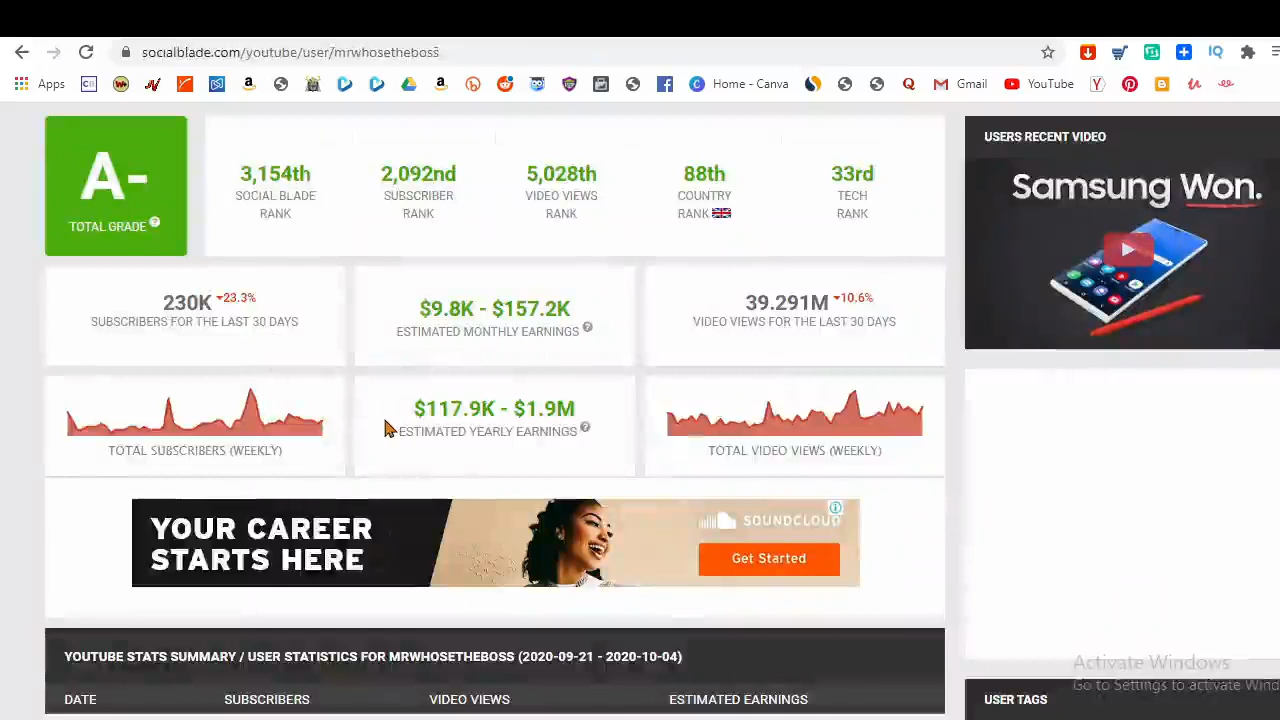 socialblade.com/youtube/user/mrwhosetheboss
Apps
Home - Canva
Gmail
YouTube
A-
TOTAL GRADE
3,154th
SOCIAL BLADE
RANK
2,092nd
SUBSCRIBER
RANK
5,028th
VIDEO VIEWS
RANK
88th
COUNTRY
RANK
33rd
TECH
RANK
USERS RECENT VIDEO
Samsung Won.
230K 23.3%
SUBSCRIBERS FOR THE LAST 30 DAYS
$9.8K - $157.2K
ESTIMATED MONTHLY EARNINGS
39.291M 10.6%
VIDEO VIEWS FOR THE LAST 30 DAYS
TOTAL SUBSCRIBERS (WEEKLY)
$117.9K - $1.9M
ESTIMATED YEARLY EARNINGS
TOTAL VIDEO VIEWS (WEEKLY)
YOUR CAREER
STARTS HERE
SOUNDCLOUD
Get Started
YOUTUBE STATS SUMMARY / USER STATISTICS FOR MRWHOSETHEBOSS (2020-09-21 - 2020-10-04)
DATE SUBSCRIBERS VIDEO VIEWS ESTIMATED EARNINGS
Activate Windows
Go to Settings to activate Wind
USER TAGS